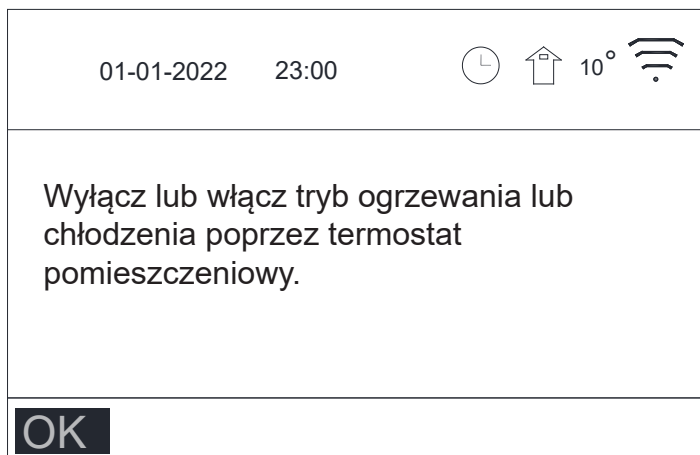 01-01-2022 23:00 10°
Wyłącz lub włącz tryb ogrzewania lub
chłodzenia poprzez termostat
pomieszczeniowy.
OK